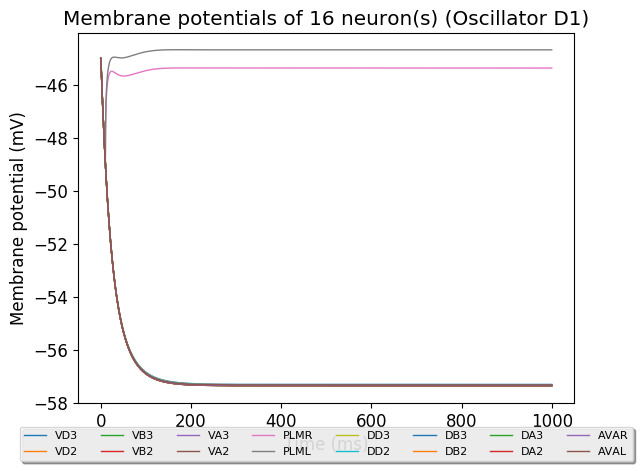 Membrane potentials of 16 neuron(s) (Oscillator D1)
Membrane potential (mV)
−46
−48
−50
−52
−54
−56
−58
0 200 400 600 800 1000
Time (ms)
VD3 VB3 VA3 PLMR DD3 DB3 DA3 AVAR
VD2 VB2 VA2 PLML DD2 DB2 DA2 AVAL